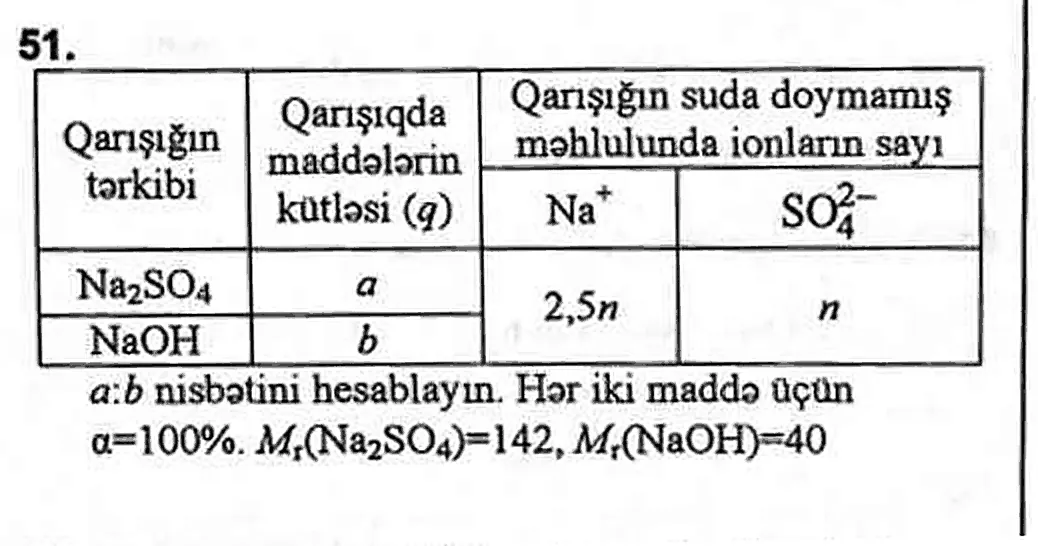 51.
Qarışığın tərkibi
Qarışıqda maddələrin kütləsi (q)
Qarışığın suda doymamış məhlulunda ionların sayı
Na⁺
SO₄²⁻
Na₂SO₄
a
2,5n
n
NaOH
b
a:b nisbətini hesablayın. Hər iki maddə üçün
α=100%. Mᵣ(Na₂SO₄)=142, Mᵣ(NaOH)=40